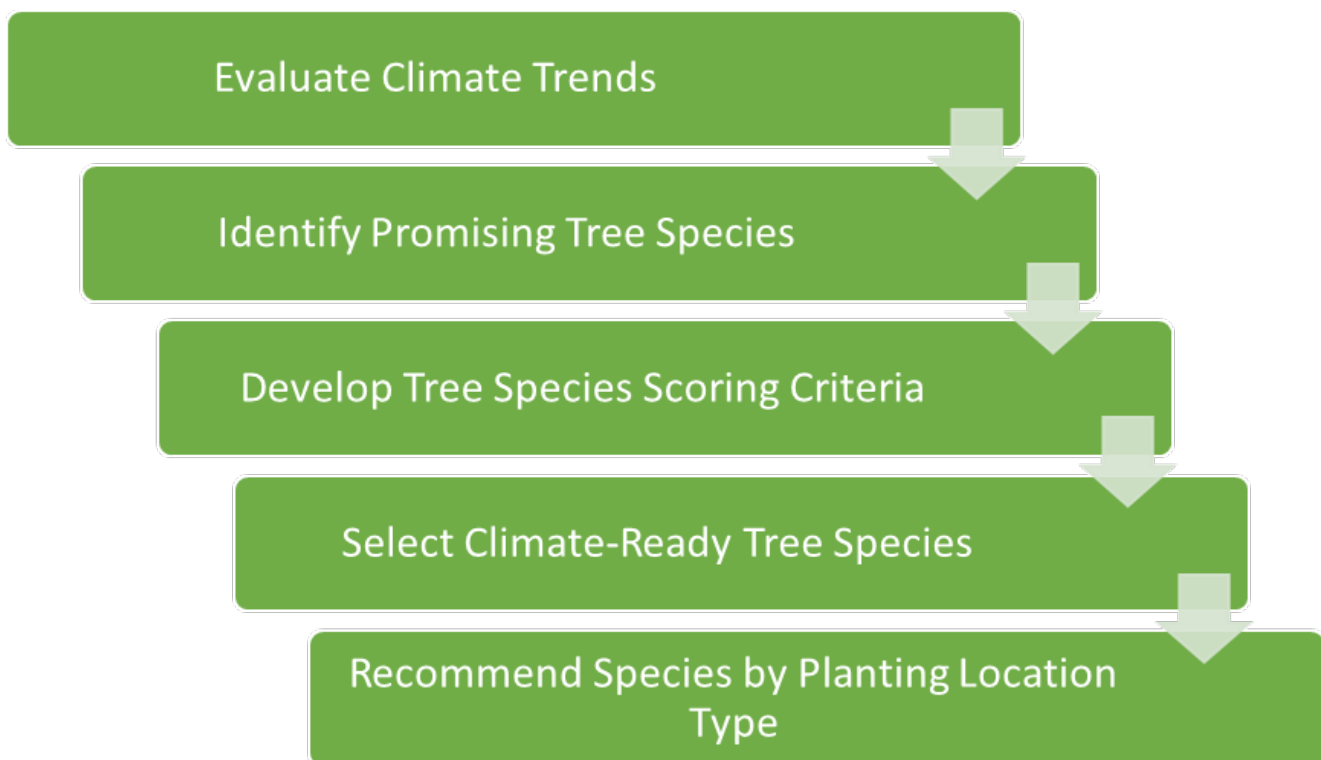 Evaluate Climate Trends
Identify Promising Tree Species
Develop Tree Species Scoring Criteria
Select Climate-Ready Tree Species
Recommend Species by Planting Location
Type